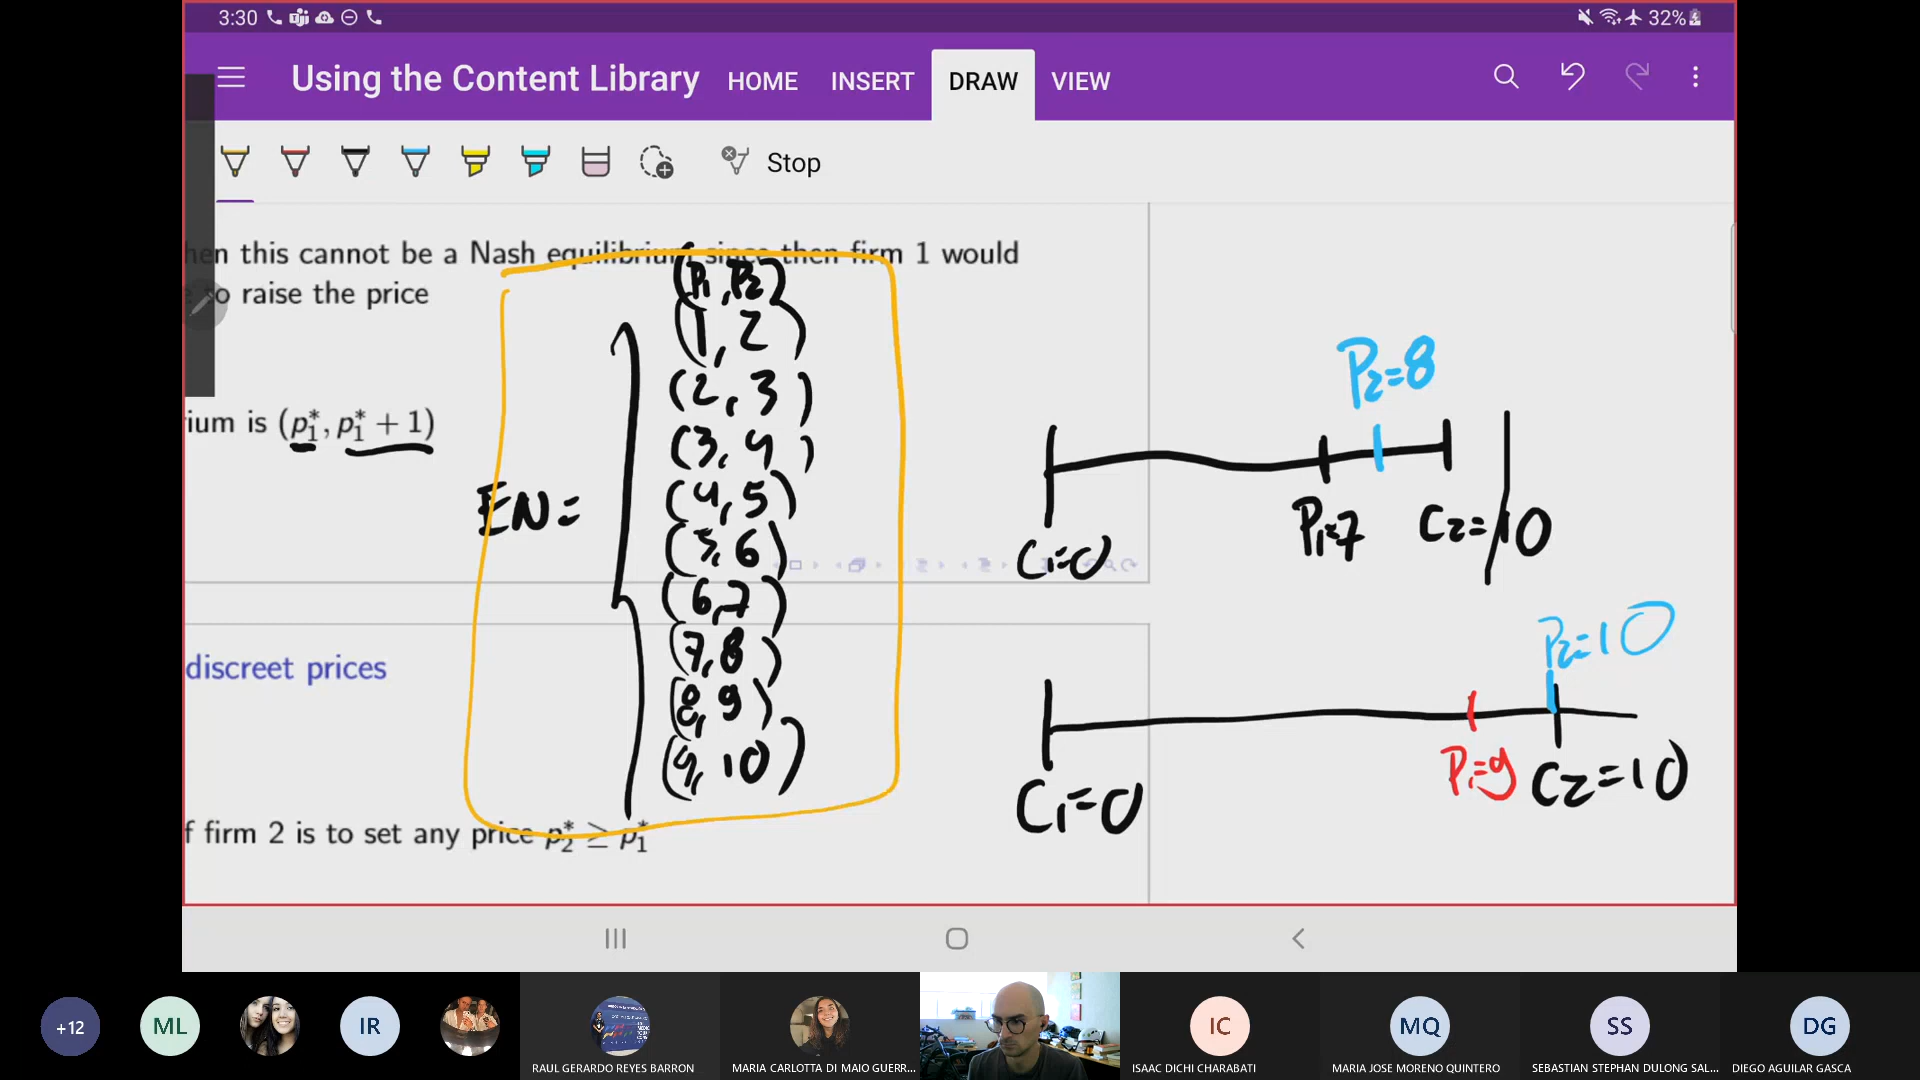 3:30 32%
Using the Content Library HOME INSERT DRAW VIEW
Stop
hen this cannot be a Nash equilibrium since then firm 1 would
to raise the price
(P1, P2)
(1, 2)
(2, 3)
(3, 4)
(4, 5)
(5, 6)
(6,7)
(7,8)
(8, 9)
(9, 10)
rium is (p₁*, p₁* + 1)
EN=
P2=8
C1=0
P1=7
C2=10
discreet prices
P2=10
C1=0
P1=9
C2=10
f firm 2 is to set any price p₂* ≥ p₁*
+12 ML IR IC MQ SS DG
RAUL GERARDO REYES BARRON MARIA CARLOTTA DI MAIO GUERR... ISAAC DICHI CHARABATI MARIA JOSE MORENO QUINTERO SEBASTIAN STEPHAN DULONG SAL... DIEGO AGUILAR GASCA